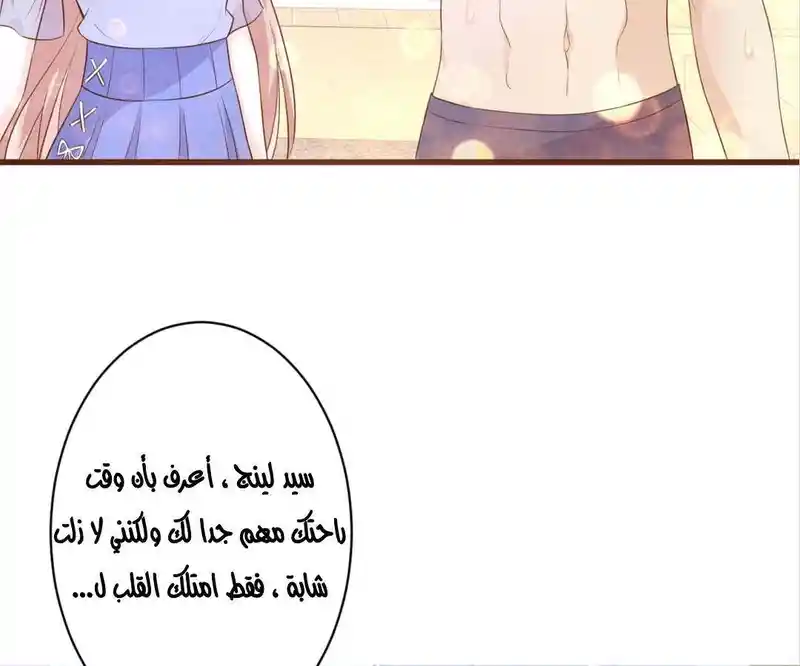 سيد لينج ، أعرف بأن وقت
راحتك مهم جدا لك ولكنني لا زلت
شابة ، فقط امتلك القلب ل...